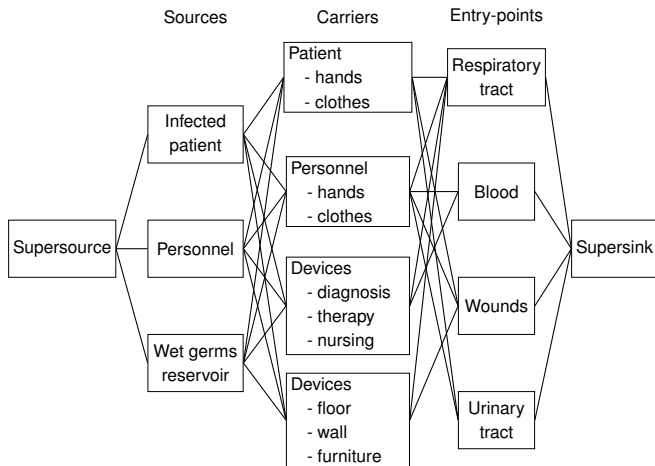 Sources
Carriers
Entry-points
Patient
- hands
- clothes
Respiratory
tract
Infected
patient
Personnel
- hands
- clothes
Blood
Supersource
Personnel
Supersink
Devices
- diagnosis
- therapy
- nursing
Wounds
Wet germs
reservoir
Devices
- floor
- wall
- furniture
Urinary
tract